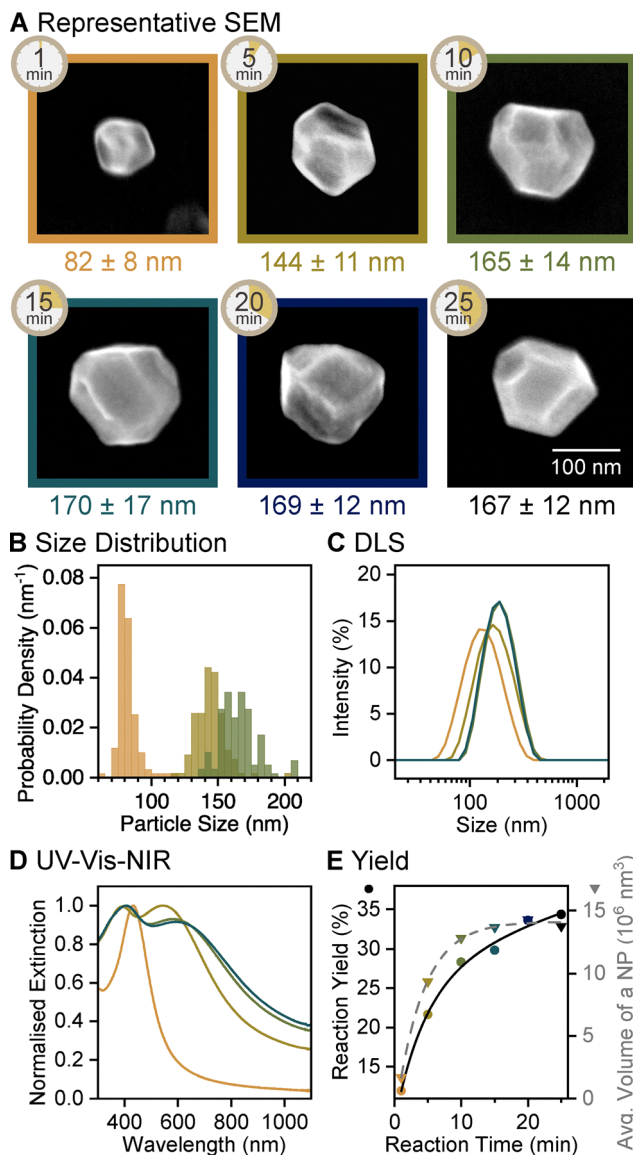 A Representative SEM
1 min
5 min
10 min
82 ± 8 nm
144 ± 11 nm
165 ± 14 nm
15 min
20 min
25 min
100 nm
170 ± 17 nm
169 ± 12 nm
167 ± 12 nm
B Size Distribution
Probability Density (nm⁻¹)
0.08
0.06
0.04
0.02
0.00
100
150
200
Particle Size (nm)
C DLS
Intensity (%)
20
15
10
5
0
100
1000
Size (nm)
D UV-Vis-NIR
Normalised Extinction
1.0
0.8
0.6
0.4
0.2
0.0
400
600
800
1000
Wavelength (nm)
E Yield
Reaction Yield (%)
35
30
25
20
15
0
10
20
Reaction Time (min)
15
10
5
0
Avg. Volume of a NP (10⁶ nm³)